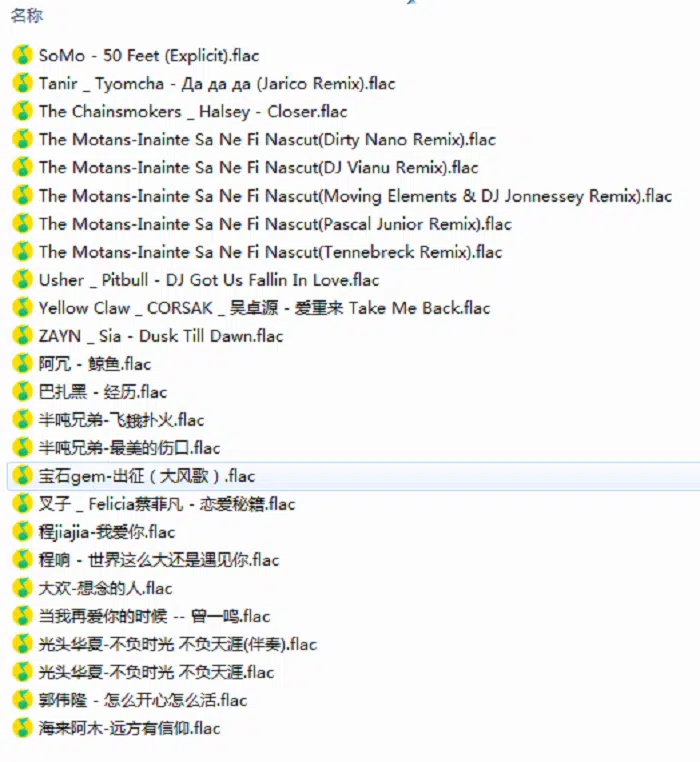 名称
SoMo - 50 Feet (Explicit).flac
Tanir _ Tyomcha - Да да да (Jarico Remix).flac
The Chainsmokers _ Halsey - Closer.flac
The Motans-Inainte Sa Ne Fi Nascut(Dirty Nano Remix).flac
The Motans-Inainte Sa Ne Fi Nascut(DJ Vianu Remix).flac
The Motans-Inainte Sa Ne Fi Nascut(Moving Elements & DJ Jonnessey Remix).flac
The Motans-Inainte Sa Ne Fi Nascut(Pascal Junior Remix).flac
The Motans-Inainte Sa Ne Fi Nascut(Tennebreck Remix).flac
Usher _ Pitbull - DJ Got Us Fallin In Love.flac
Yellow Claw _ CORSAK _ 吴卓源 - 爱重来 Take Me Back.flac
ZAYN _ Sia - Dusk Till Dawn.flac
阿冗 - 鲸鱼.flac
巴扎黑 - 经历.flac
半吨兄弟-飞蛾扑火.flac
半吨兄弟-最美的伤口.flac
宝石gem-出征（大风歌）.flac
叉子 _ Felicia蔡菲凡 - 恋爱秘籍.flac
程jiajia-我爱你.flac
程响 - 世界这么大还是遇见你.flac
大欢-想念的人.flac
当我再爱你的时候 -- 曾一鸣.flac
光头华夏-不负时光 不负天涯(伴奏).flac
光头华夏-不负时光 不负天涯.flac
郭伟隆 - 怎么开心怎么活.flac
海来阿木-远方有信仰.flac